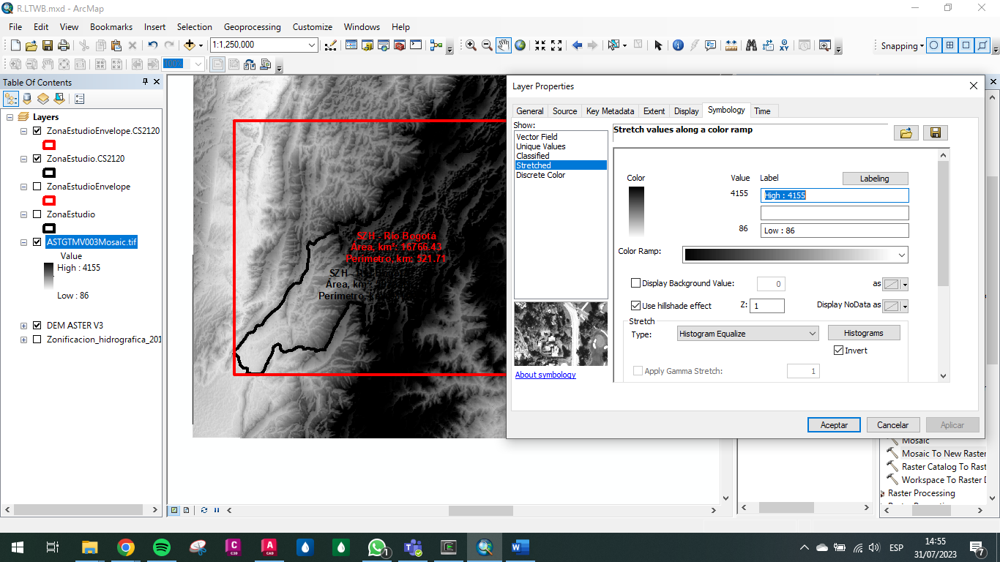 R.LTWB.mxd - ArcMap
File Edit View Bookmarks Insert Selection Geoprocessing Customize Windows Help
1:1,250,000
Snapping
100%
Table Of Contents
Layers
ZonaEstudioEnvelope.CS2120
ZonaEstudio.CS2120
ZonaEstudioEnvelope
ZonaEstudio
ASTGTMV003Mosaic.tif
Value
High : 4155
Low : 86
DEM ASTER V3
Zonificacion_hidrografica_201
SZH - Río Bogotá
Área, km²: 16766.43
Perímetro, km: 521.71
SZH - R
Área, km²
Perímetro,
Layer Properties
General Source Key Metadata Extent Display Symbology Time
Show:
Vector Field
Unique Values
Classified
Stretched
Discrete Color
About symbology
Stretch values along a color ramp
Color Value Label Labeling
4155 High : 4155
86 Low : 86
Color Ramp:
Display Background Value: 0 as
Use hillshade effect Z: 1 Display NoData as
Stretch
Type: Histogram Equalize Histograms
Invert
Apply Gamma Stretch: 1
Aceptar Cancelar Aplicar
Mosaic
Mosaic To New Raster
Raster Catalog To Rast
Workspace To Raster D
Raster Processing
C3D
CAD
1
ESP
14:55
31/07/2023
7